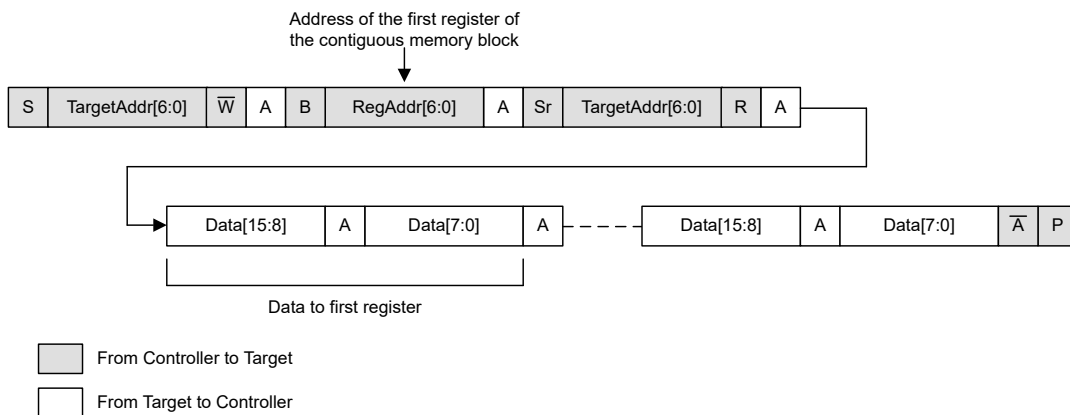 Address of the first register of
the contiguous memory block
S TargetAddr[6:0] W̅ A B RegAddr[6:0] A Sr TargetAddr[6:0] R A
Data[15:8] A Data[7:0] A Data[15:8] A Data[7:0] A̅ P
Data to first register
From Controller to Target
From Target to Controller